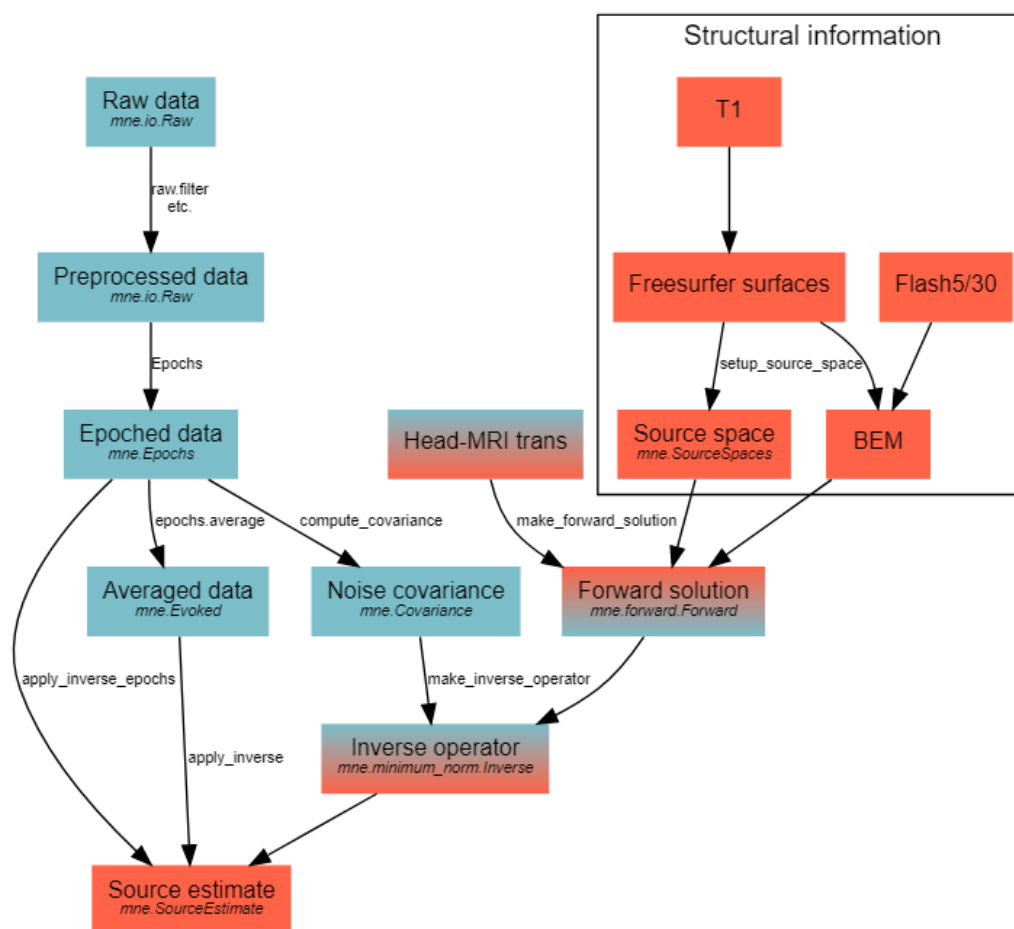 Structural information
Raw data
mne.io.Raw
T1
raw.filter
etc.
Preprocessed data
mne.io.Raw
Freesurfer surfaces
Flash5/30
Epochs
setup_source_space
Epoched data
mne.Epochs
Head-MRI trans
Source space
mne.SourceSpaces
BEM
epochs.average
compute_covariance
make_forward_solution
Averaged data
mne.Evoked
Noise covariance
mne.Covariance
Forward solution
mne.forward.Forward
apply_inverse_epochs
make_inverse_operator
apply_inverse
Inverse operator
mne.minimum_norm.Inverse
Source estimate
mne.SourceEstimate